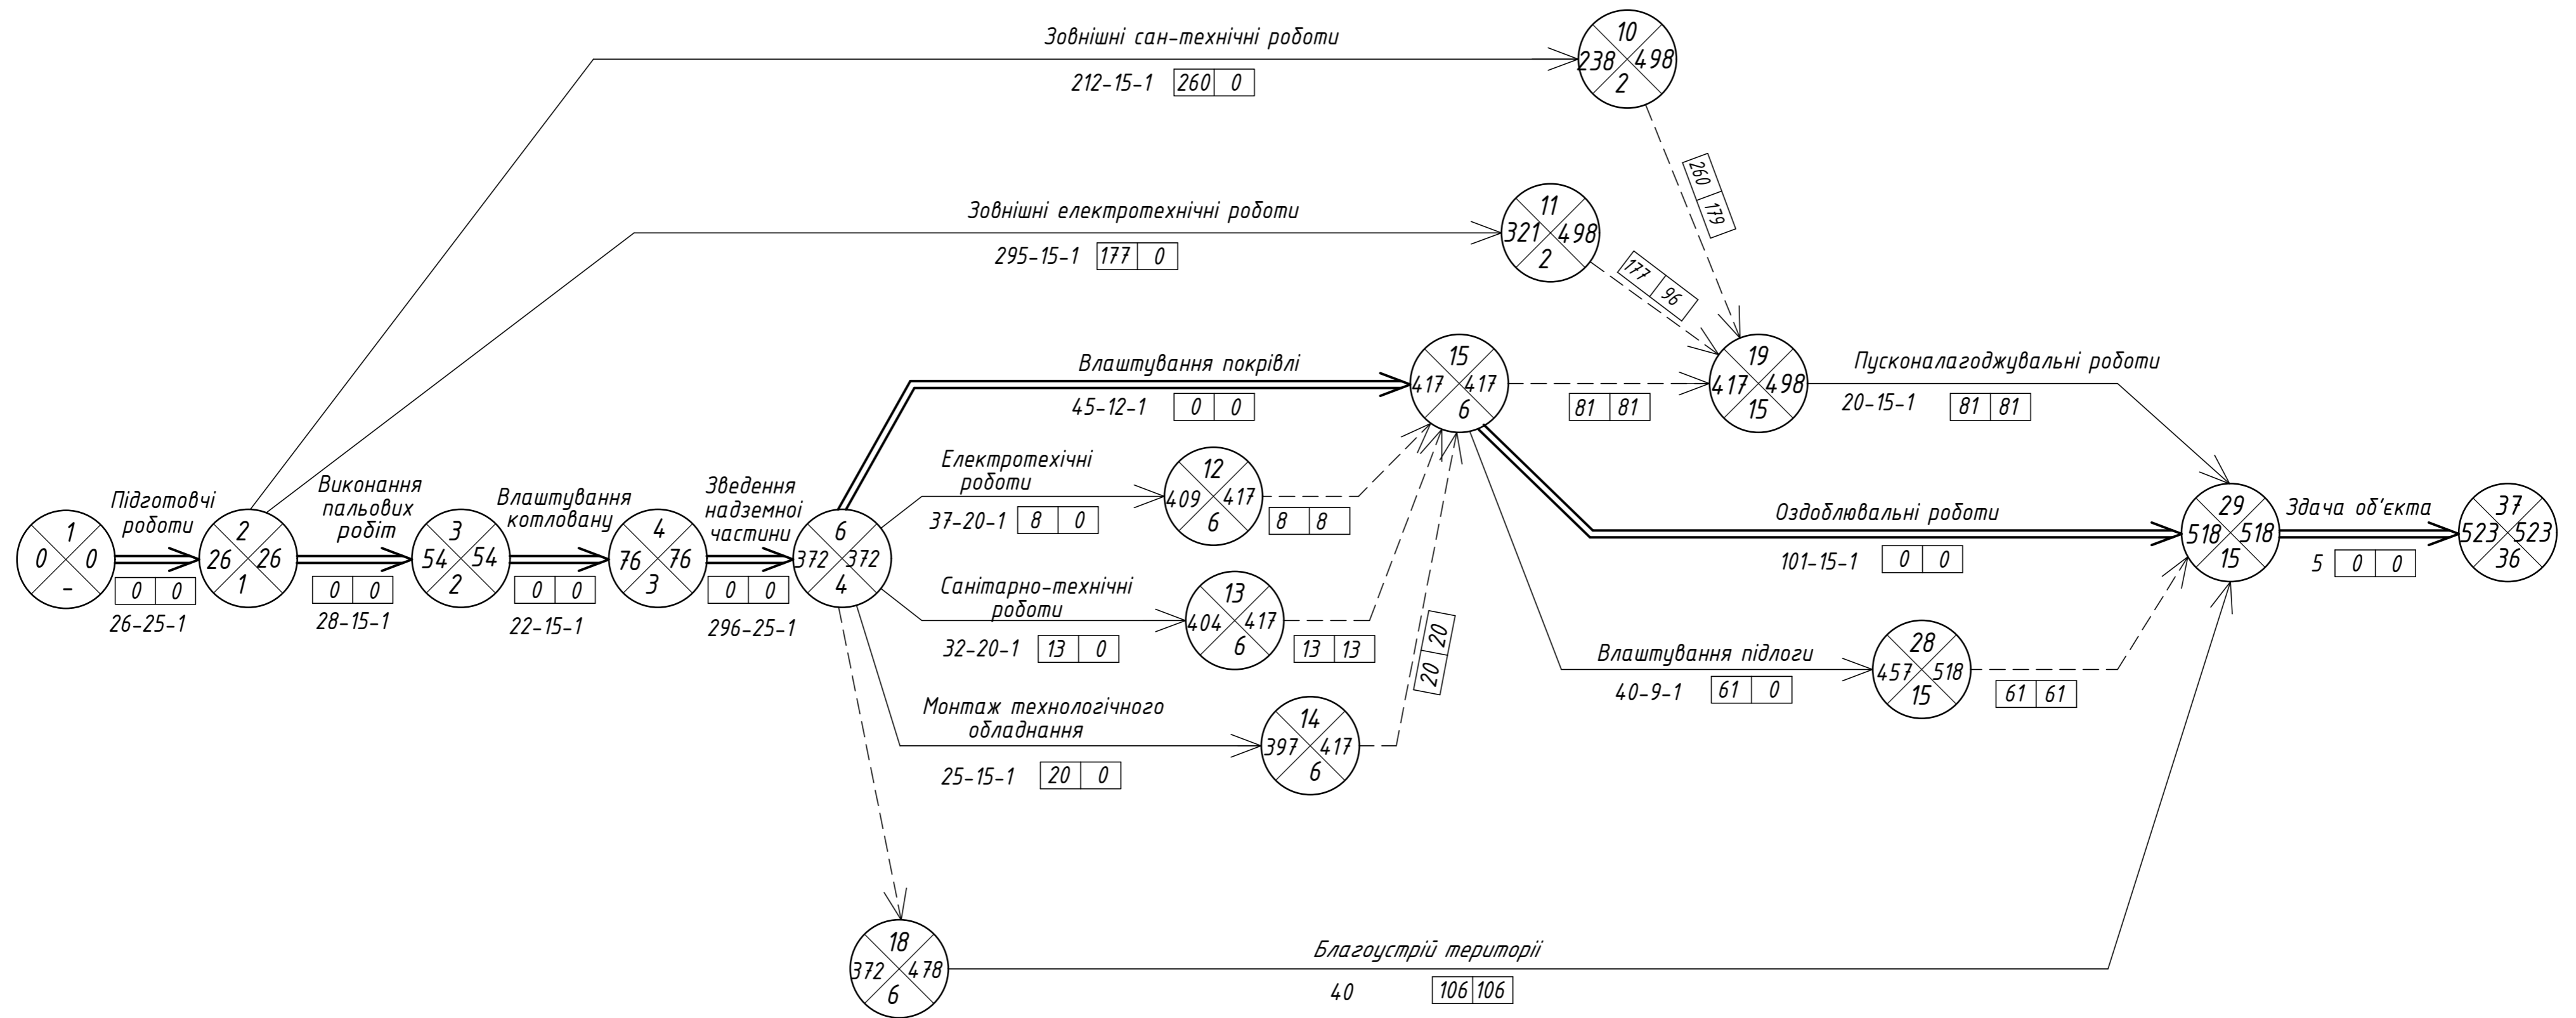 Зовнішні сан-технічні роботи
212-15-1 260 0
10
238 498
2
260 179
Зовнішні електротехнічні роботи
295-15-1 177 0
11
321 498
2
177 96
Влаштування покрівлі
45-12-1 0 0
15
417 417
6
81 81
19
417 498
15
Пусконалагоджувальні роботи
20-15-1 81 81
1
0 0
-
Підготовчі
роботи
0 0
26-25-1
2
26 26
1
Виконання
пальових
робіт
0 0
28-15-1
3
54 54
2
Влаштування
котловану
0 0
22-15-1
4
76 76
3
Зведення
надземної
частини
0 0
296-25-1
6
372 372
4
Електротехічні
роботи
37-20-1 8 0
12
409 417
6
8 8
Санітарно-технічні
роботи
32-20-1 13 0
13
404 417
6
13 13
20 20
Монтаж технологічного
обладнання
25-15-1 20 0
14
397 417
6
Оздоблювальні роботи
101-15-1 0 0
29
518 518
15
Здача об'єкта
5 0 0
37
523 523
36
Влаштування підлоги
40-9-1 61 0
28
457 518
15
61 61
18
372 478
6
Благоустрій території
40 106 106